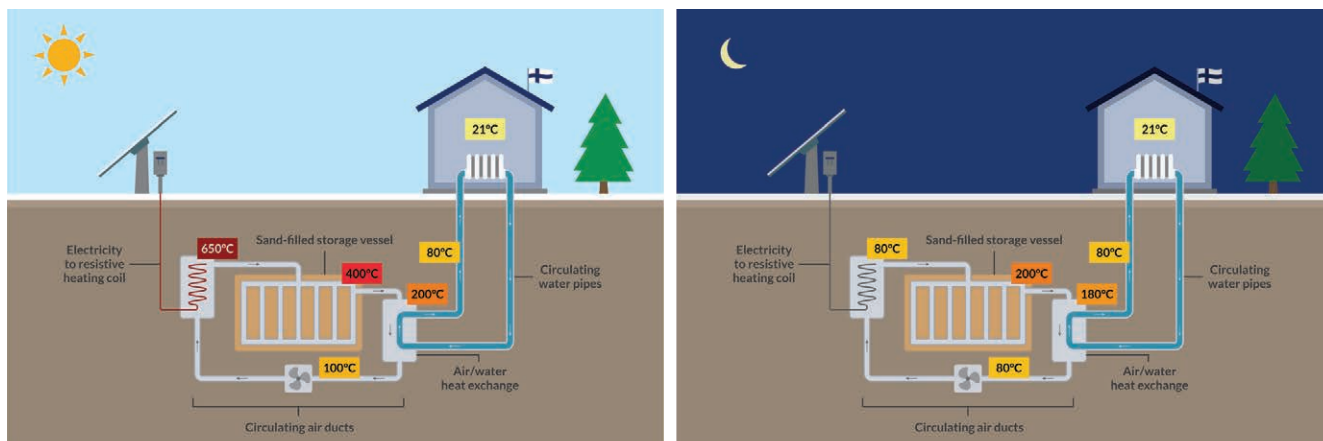 21°C
Electricity
to resistive
heating coil
650°C
Sand-filled storage vessel
400°C
200°C
80°C
Circulating
water pipes
100°C
Air/water
heat exchange
Circulating air ducts
21°C
Electricity
to resistive
heating coil
80°C
Sand-filled storage vessel
200°C
180°C
80°C
Circulating
water pipes
80°C
Air/water
heat exchange
Circulating air ducts